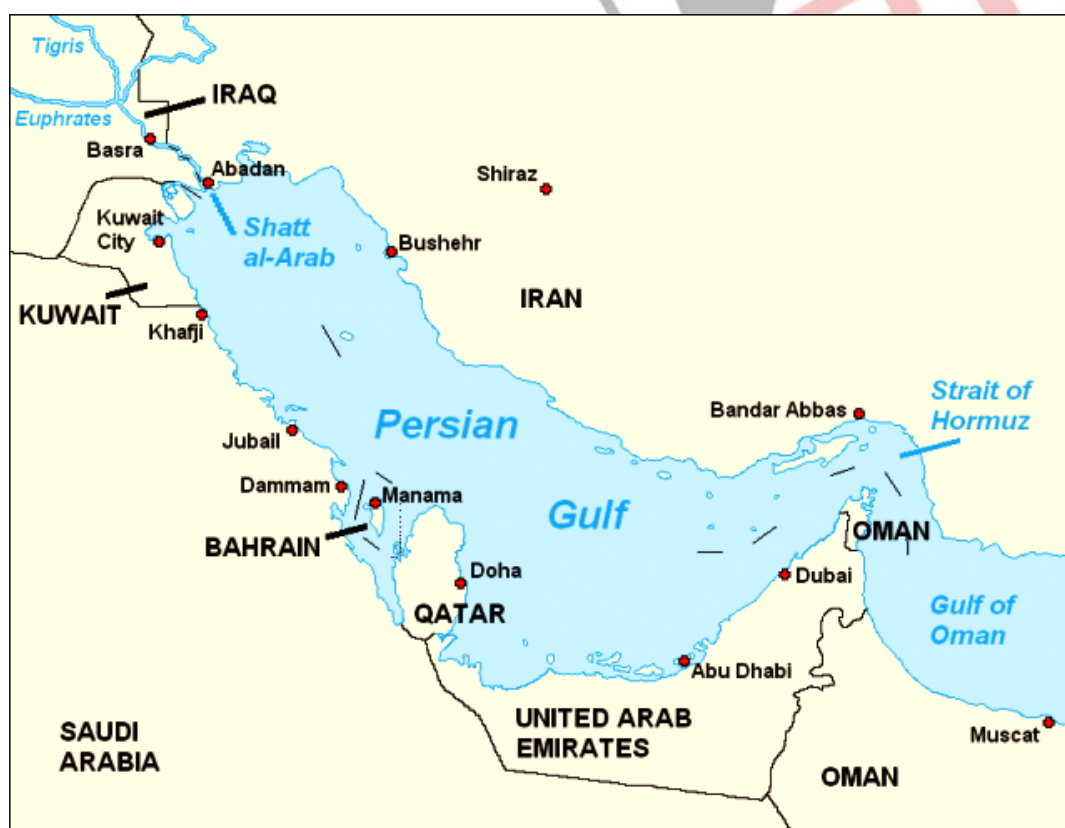 Tigris
IRAQ
Euphrates
Basra
Abadan
Shiraz
Kuwait
City
Shatt
al-Arab
Bushehr
IRAN
KUWAIT
Khafji
Strait of
Hormuz
Bandar Abbas
Persian
Jubail
Dammam
Manama
Gulf
BAHRAIN
OMAN
Doha
Dubai
QATAR
Gulf of
Oman
Abu Dhabi
UNITED ARAB
EMIRATES
SAUDI
ARABIA
Muscat
OMAN